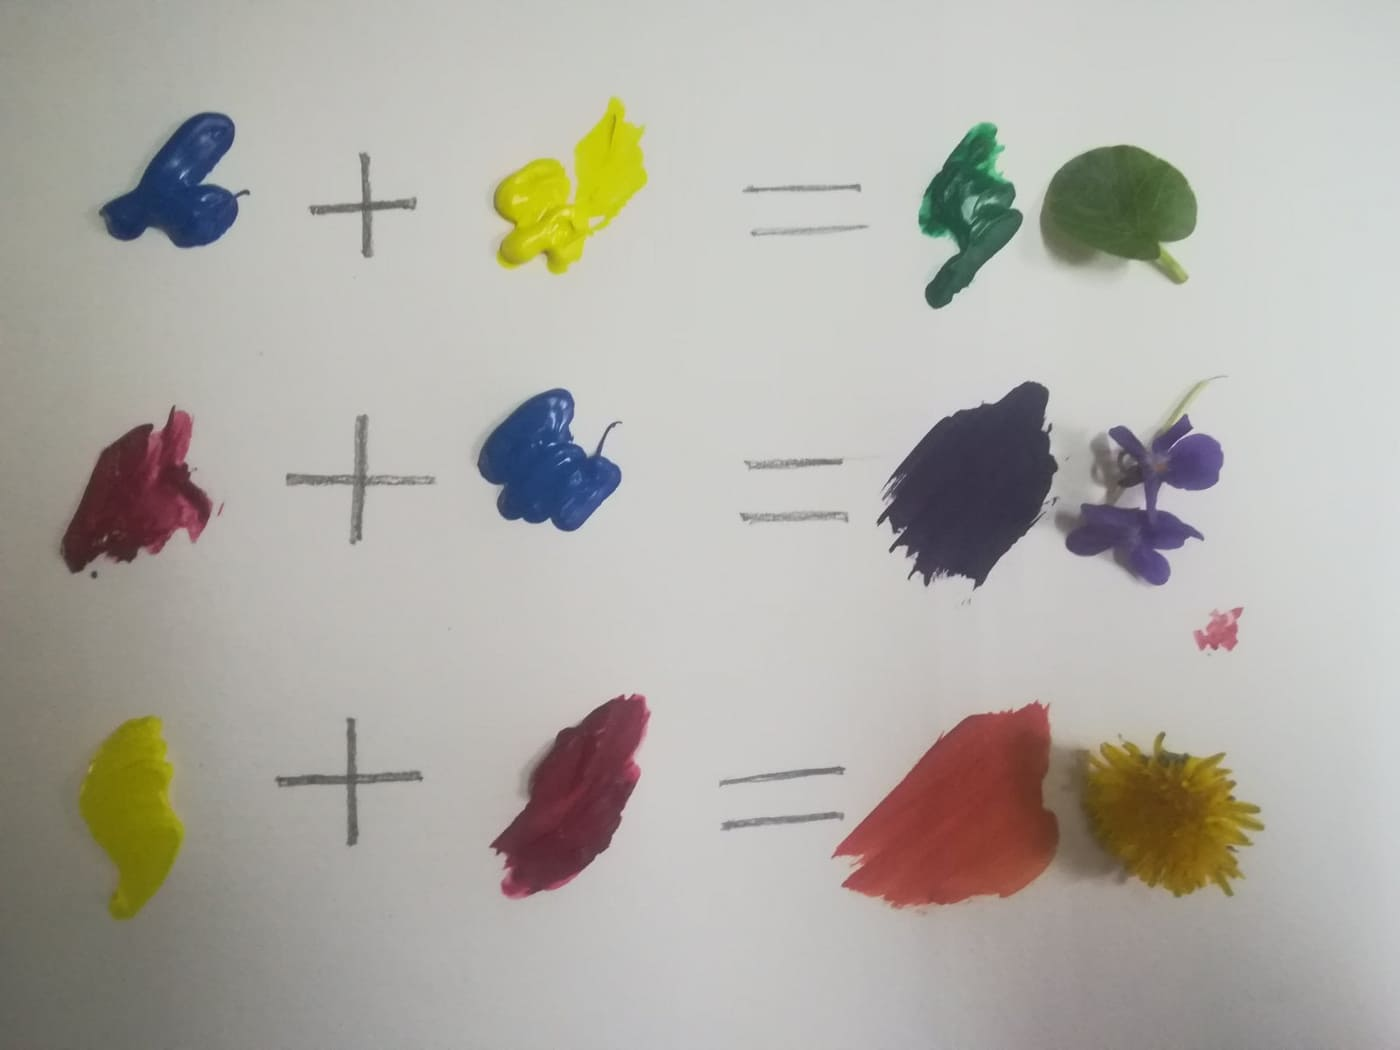 + =
+ =
+ =